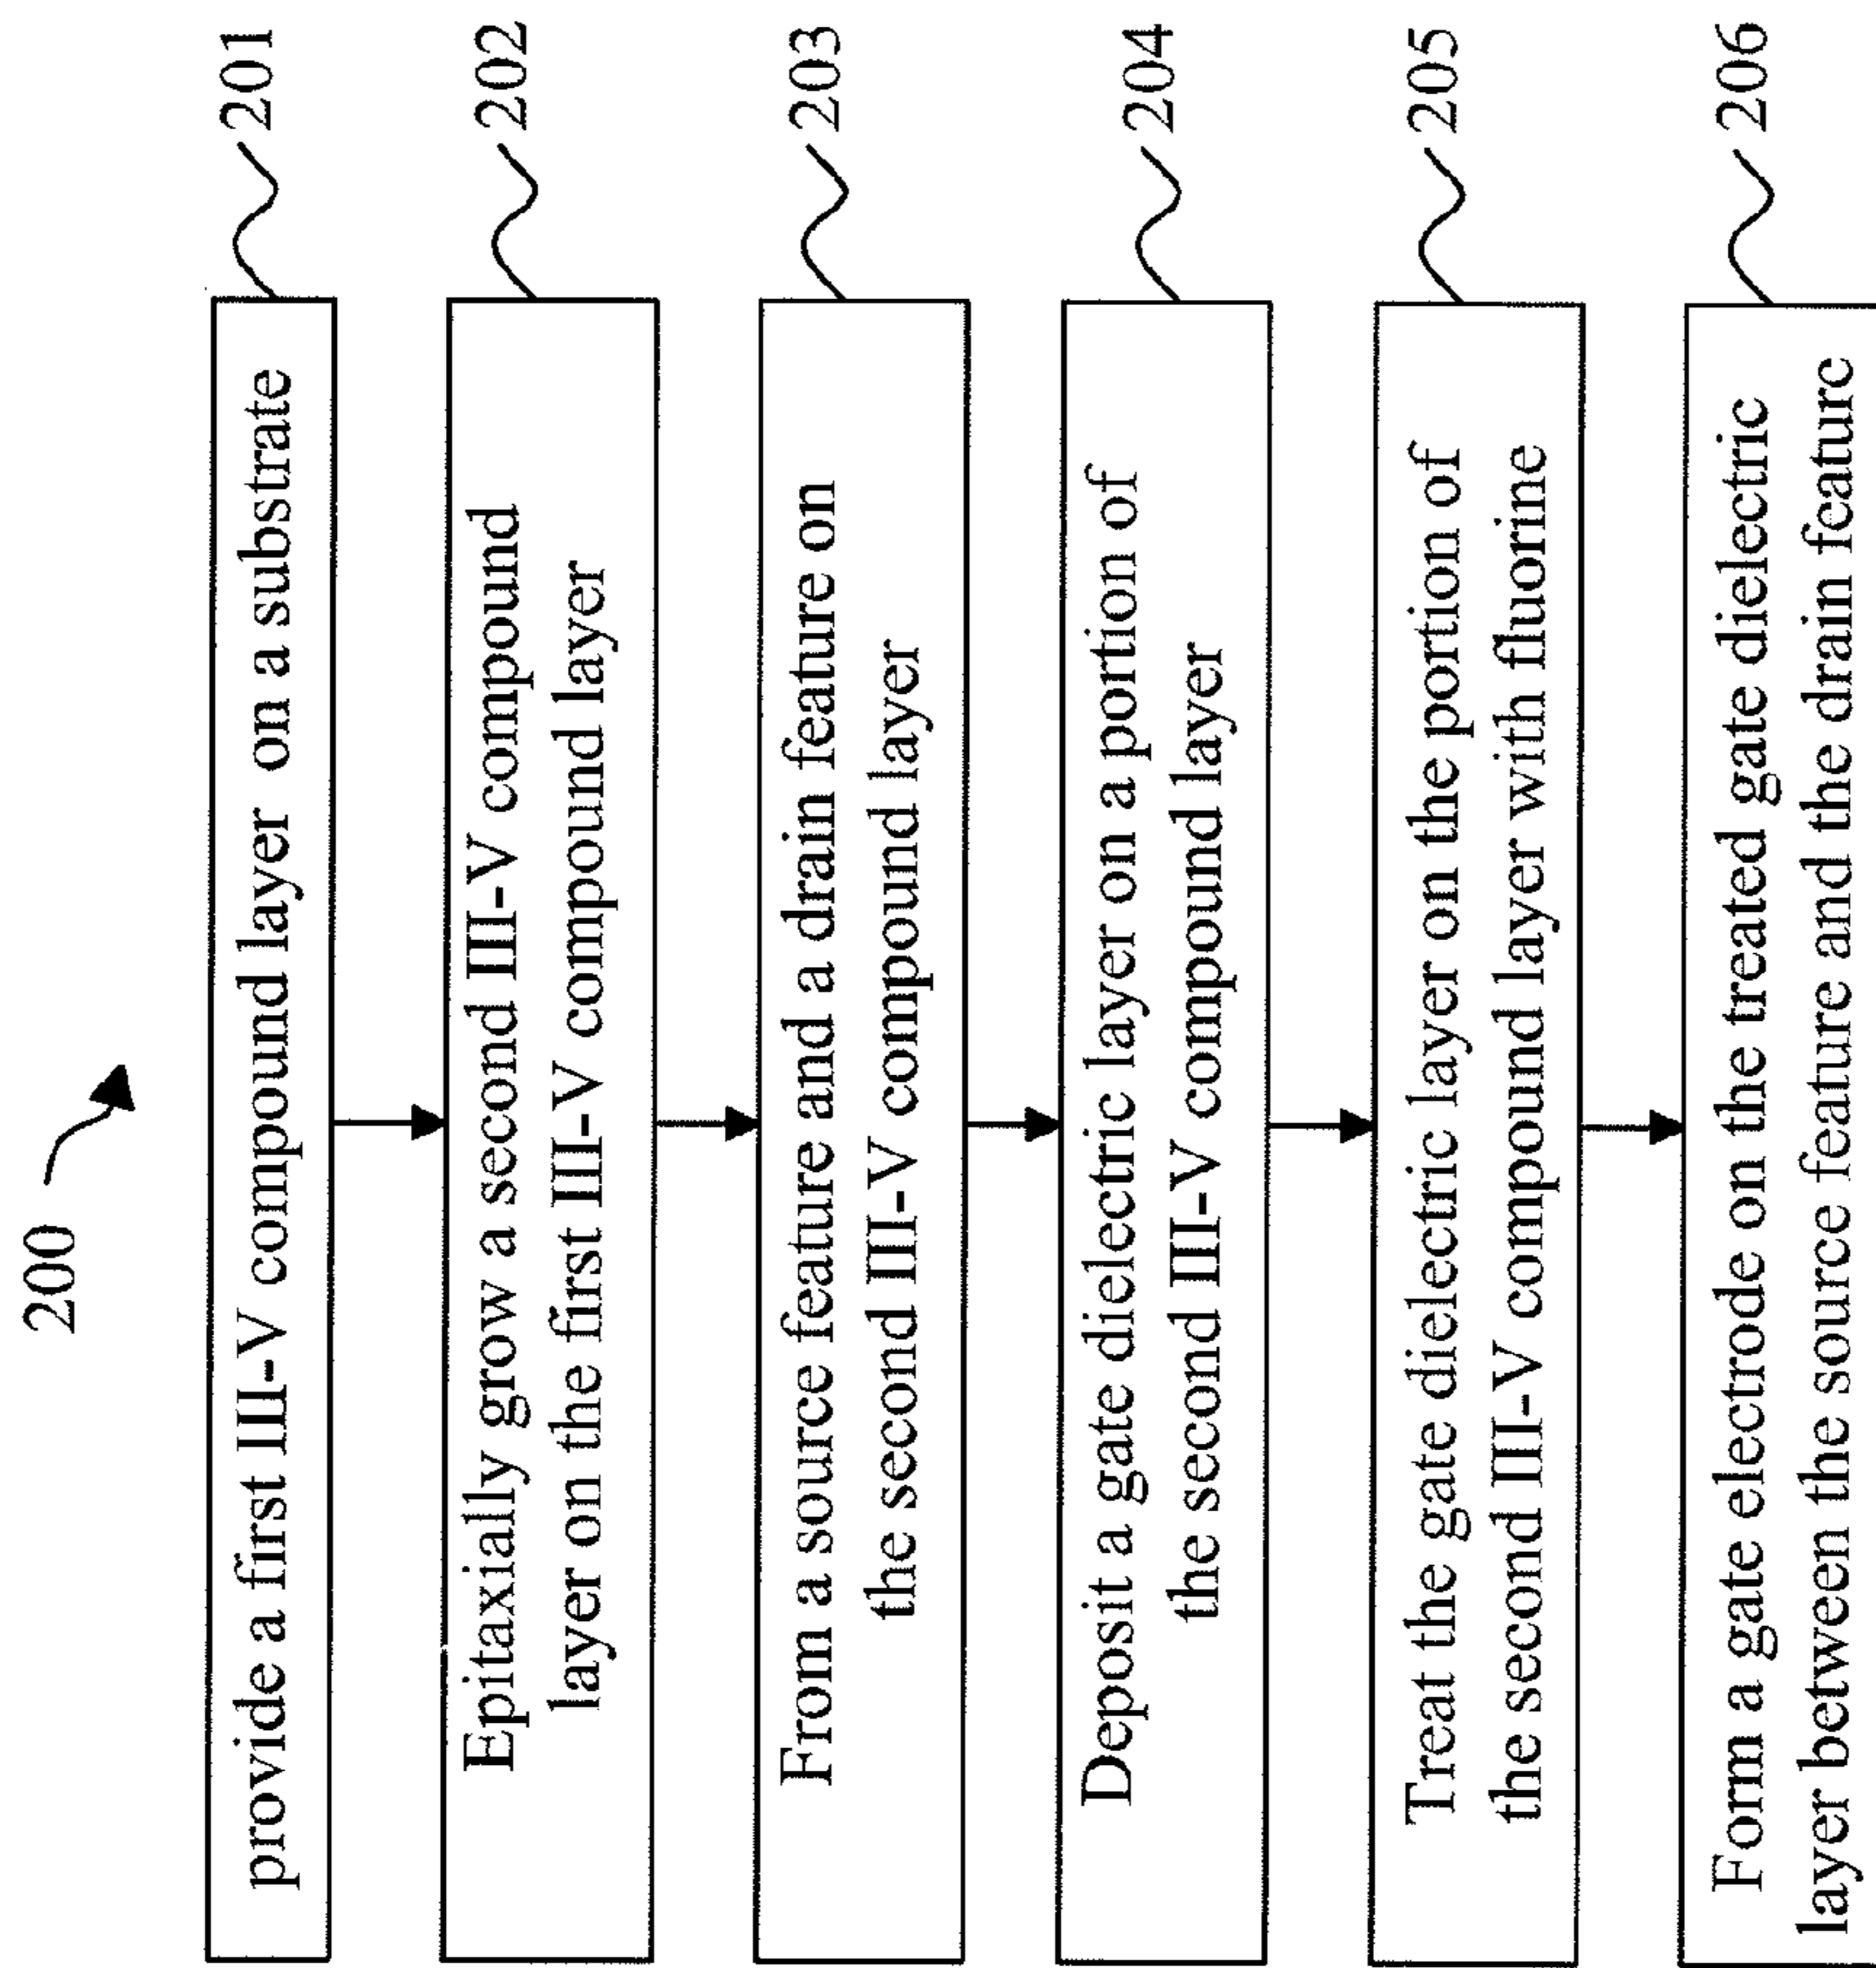 200
provide a first III-V compound layer on a substrate
201
Epitaxially grow a second III-V compound
layer on the first III-V compound layer
202
From a source feature and a drain feature on
the second III-V compound layer
203
Deposit a gate dielectric layer on a portion of
the second III-V compound layer
204
Treat the gate dielectric layer on the portion of
the second III-V compound layer with fluorine
205
Form a gate electrode on the treated gate dielectric
layer between the source feature and the drain feature
206